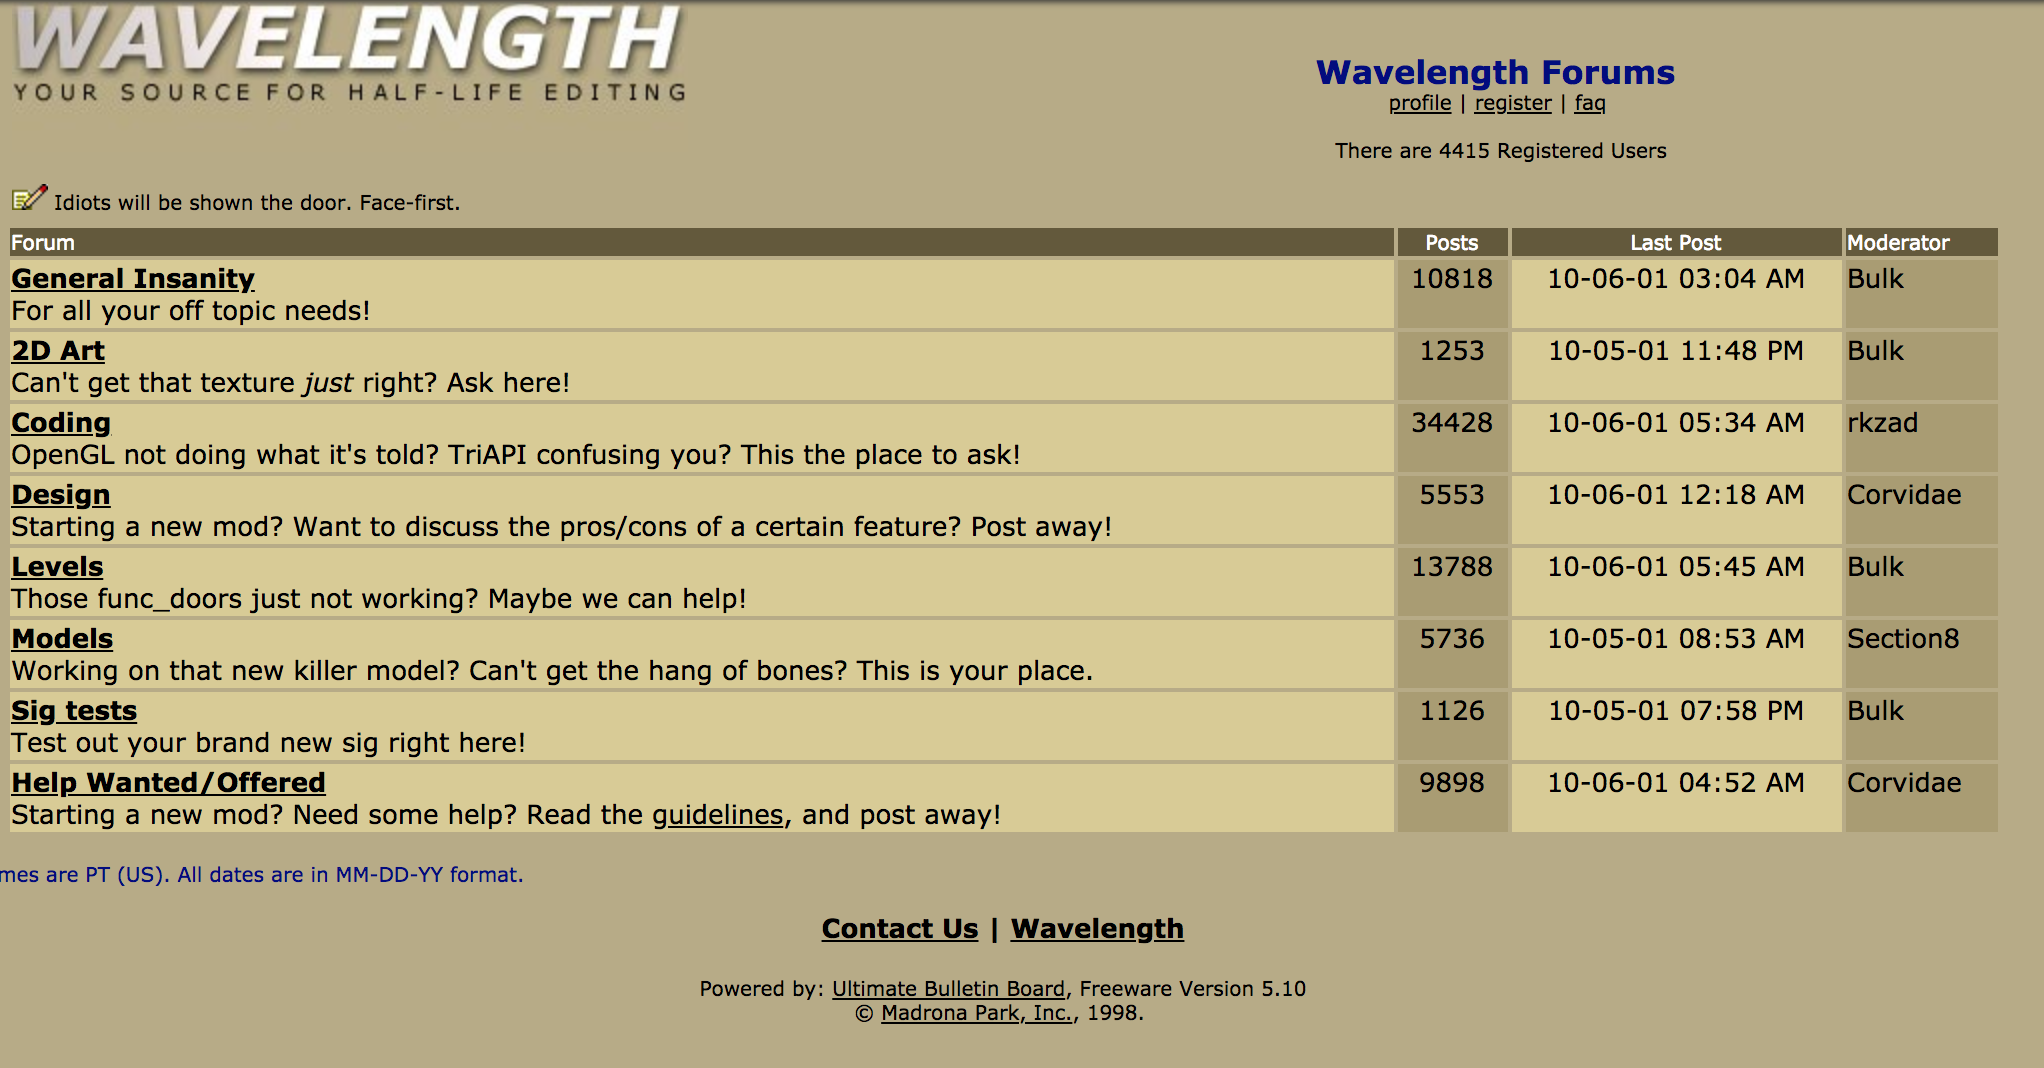 WAVELENGTH
YOUR SOURCE FOR HALF-LIFE EDITING
Wavelength Forums
profile | register | faq
There are 4415 Registered Users
Idiots will be shown the door. Face-first.
Forum Posts Last Post Moderator
General Insanity 10818 10-06-01 03:04 AM Bulk
For all your off topic needs!
2D Art 1253 10-05-01 11:48 PM Bulk
Can't get that texture just right? Ask here!
Coding 34428 10-06-01 05:34 AM rkzad
OpenGL not doing what it's told? TriAPI confusing you? This the place to ask!
Design 5553 10-06-01 12:18 AM Corvidae
Starting a new mod? Want to discuss the pros/cons of a certain feature? Post away!
Levels 13788 10-06-01 05:45 AM Bulk
Those func_doors just not working? Maybe we can help!
Models 5736 10-05-01 08:53 AM Section8
Working on that new killer model? Can't get the hang of bones? This is your place.
Sig tests 1126 10-05-01 07:58 PM Bulk
Test out your brand new sig right here!
Help Wanted/Offered 9898 10-06-01 04:52 AM Corvidae
Starting a new mod? Need some help? Read the guidelines, and post away!
mes are PT (US). All dates are in MM-DD-YY format.
Contact Us | Wavelength
Powered by: Ultimate Bulletin Board, Freeware Version 5.10
© Madrona Park, Inc., 1998.